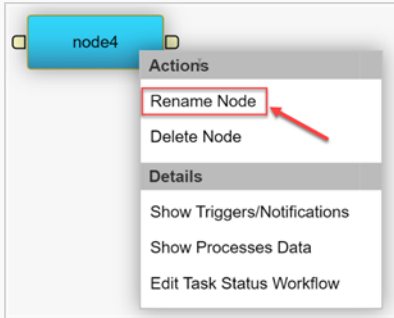 node4
Actions
Rename Node
Delete Node
Details
Show Triggers/Notifications
Show Processes Data
Edit Task Status Workflow